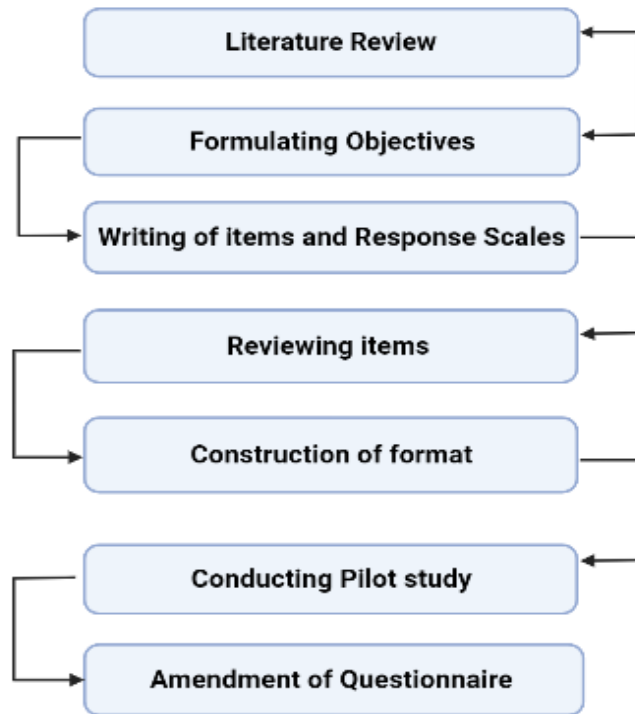 Literature Review
Formulating Objectives
Writing of items and Response Scales
Reviewing items
Construction of format
Conducting Pilot study
Amendment of Questionnaire